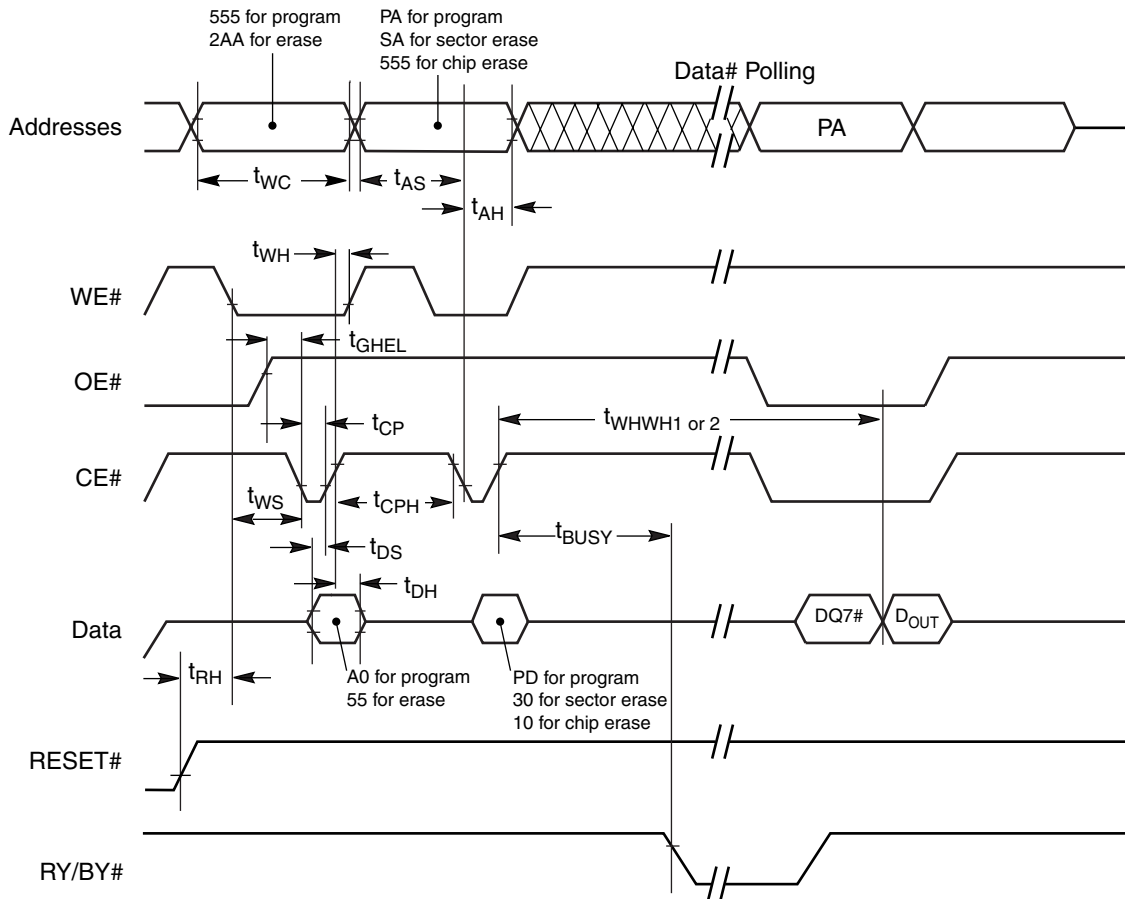 555 for program
2AA for erase
PA for program
SA for sector erase
555 for chip erase
Data# Polling
Addresses
PA
tWC
tAS
tAH
tWH
WE#
tGHEL
OE#
tWHWH1 or 2
tCP
CE#
tWS
tCPH
tBUSY
tDS
tDH
Data
DQ7#
DOUT
tRH
A0 for program
55 for erase
PD for program
30 for sector erase
10 for chip erase
RESET#
RY/BY#